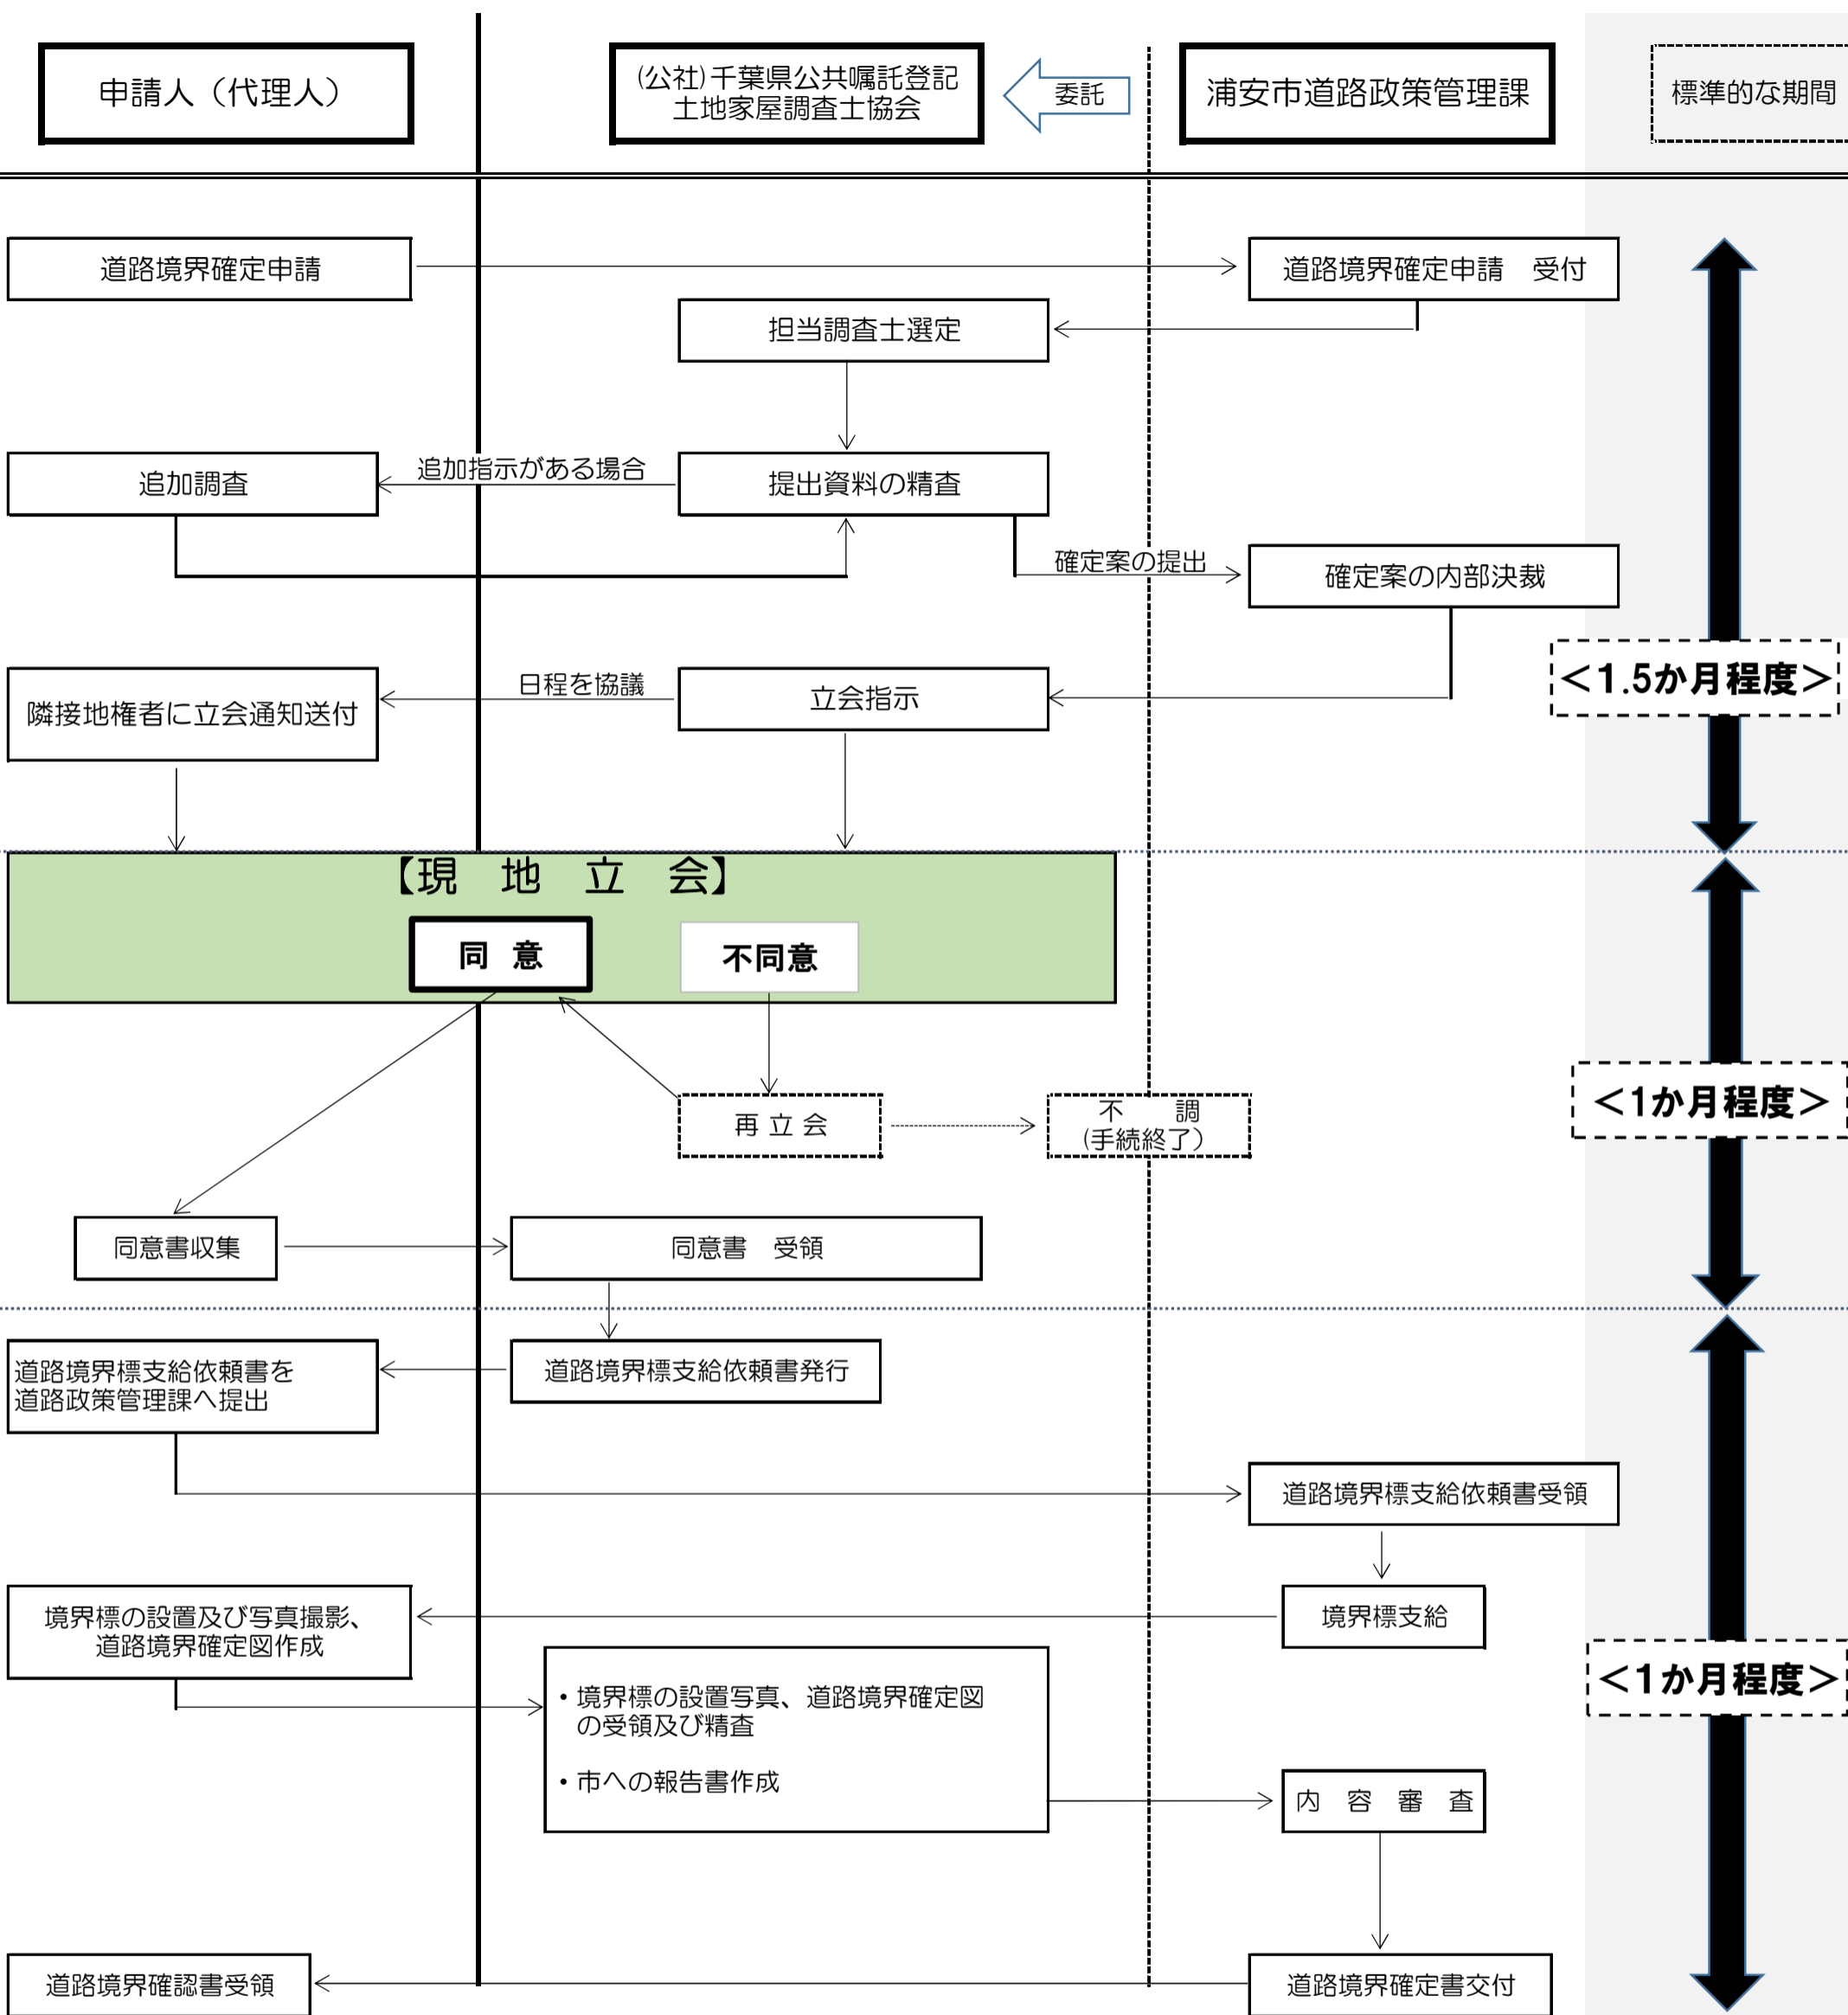 申請人（代理人）
(公社)千葉県公共嘱託登記
土地家屋調査士協会
委託
浦安市道路政策管理課
標準的な期間
道路境界確定申請
道路境界確定申請　受付
担当調査士選定
追加調査
追加指示がある場合
提出資料の精査
確定案の提出
確定案の内部決裁
＜1.5か月程度＞
隣接地権者に立会通知送付
日程を協議
立会指示
【現　地　立　会】
同　意
不同意
再 立 会
不　　調
(手続終了)
＜1か月程度＞
同意書収集
同意書　受領
道路境界標支給依頼書を
道路政策管理課へ提出
道路境界標支給依頼書発行
道路境界標支給依頼書受領
境界標の設置及び写真撮影、
道路境界確定図作成
境界標支給
＜1か月程度＞
・境界標の設置写真、道路境界確定図
の受領及び精査
・市への報告書作成
内　容　審　査
道路境界確認書受領
道路境界確定書交付